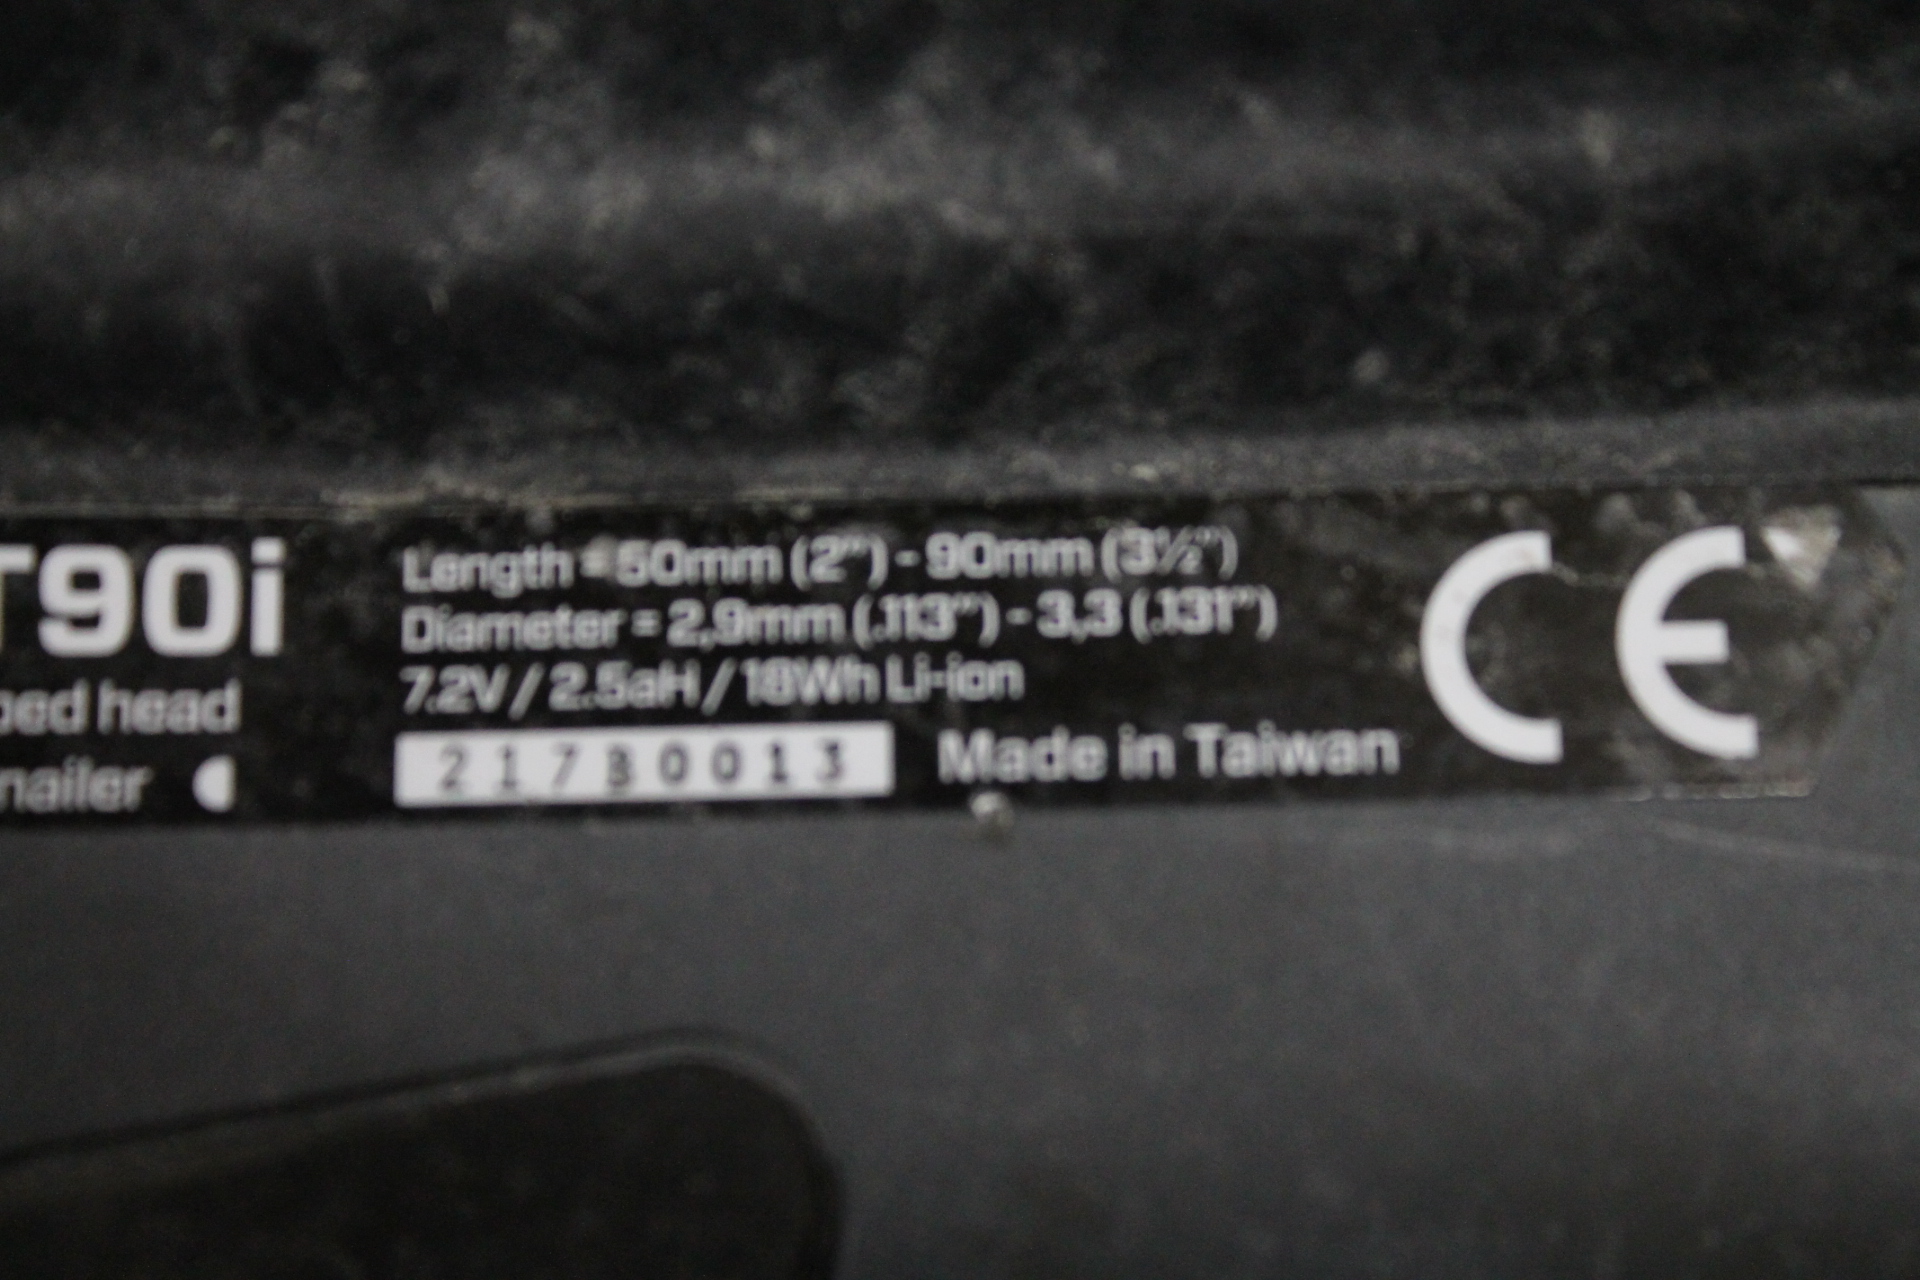 T90i
ped head
nailer
Length = 50mm (2") - 90mm (3½")
Diameter = 2,9mm (.113") - 3,3 (.131")
7.2V / 2.5aH / 18Wh Li-ion
217B0013
Made in Taiwan
CE